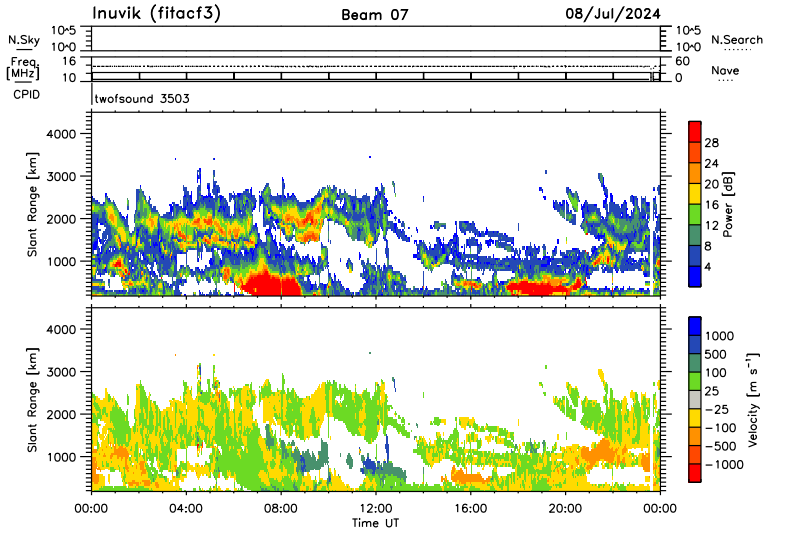 Inuvik (fitacf3) Beam 07 08/Jul/2024
10^5 10^5
N.Sky N.Search
10^0 10^0
16 60
Freq. [MHz] Nave
10 0
CPID twofsound 3503
4000
3000
2000
1000
Slant Range [km]
28
24
20
16
12
8
4
Power [dB]
4000
3000
2000
1000
Slant Range [km]
1000
500
100
25
−25
−100
−500
−1000
Velocity [m s⁻¹]
00:00 04:00 08:00 12:00 16:00 20:00 00:00
Time UT